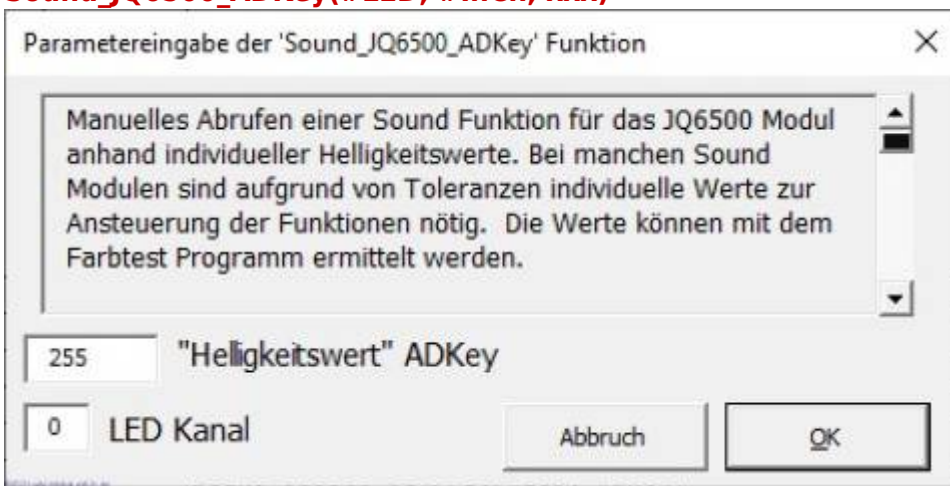 Parametereingabe der 'Sound_JQ6500_ADKey' Funktion
Manuelles Abrufen einer Sound Funktion für das JQ6500 Modul
anhand individueller Helligkeitswerte. Bei manchen Sound
Modulen sind aufgrund von Toleranzen individuelle Werte zur
Ansteuerung der Funktionen nötig.  Die Werte können mit dem
Farbtest Programm ermittelt werden.
255 "Helligkeitswert" ADKey
0 LED Kanal
Abbruch OK